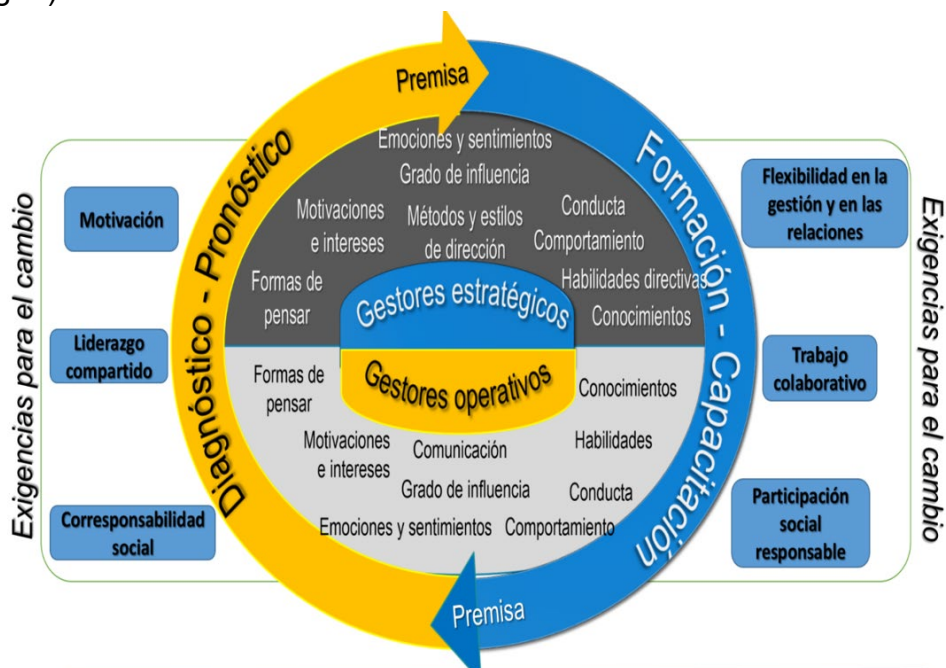 Premisa
Diagnóstico - Pronóstico
Formación - Capacitación
Exigencias para el cambio
Motivación
Liderazgo
compartido
Corresponsabilidad
social
Emociones y sentimientos
Grado de influencia
Motivaciones
e intereses
Métodos y estilos
de dirección
Conducta
Comportamiento
Formas de
pensar
Habilidades directivas
Conocimientos
Gestores estratégicos
Gestores operativos
Formas de
pensar
Conocimientos
Motivaciones
e intereses
Comunicación
Habilidades
Grado de influencia
Conducta
Emociones y sentimientos
Comportamiento
Premisa
Flexibilidad en la
gestión y en las
relaciones
Trabajo
colaborativo
Participación
social
responsable
Exigencias para el cambio